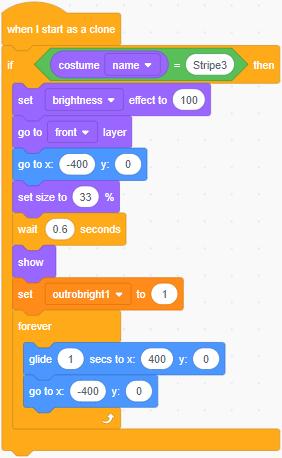 when I start as a clone
if costume name = Stripe3 then
set brightness effect to 100
go to front layer
go to x: -400 y: 0
set size to 33 %
wait 0.6 seconds
show
set outrobright1 to 1
forever
glide 1 secs to x: 400 y: 0
go to x: -400 y: 0